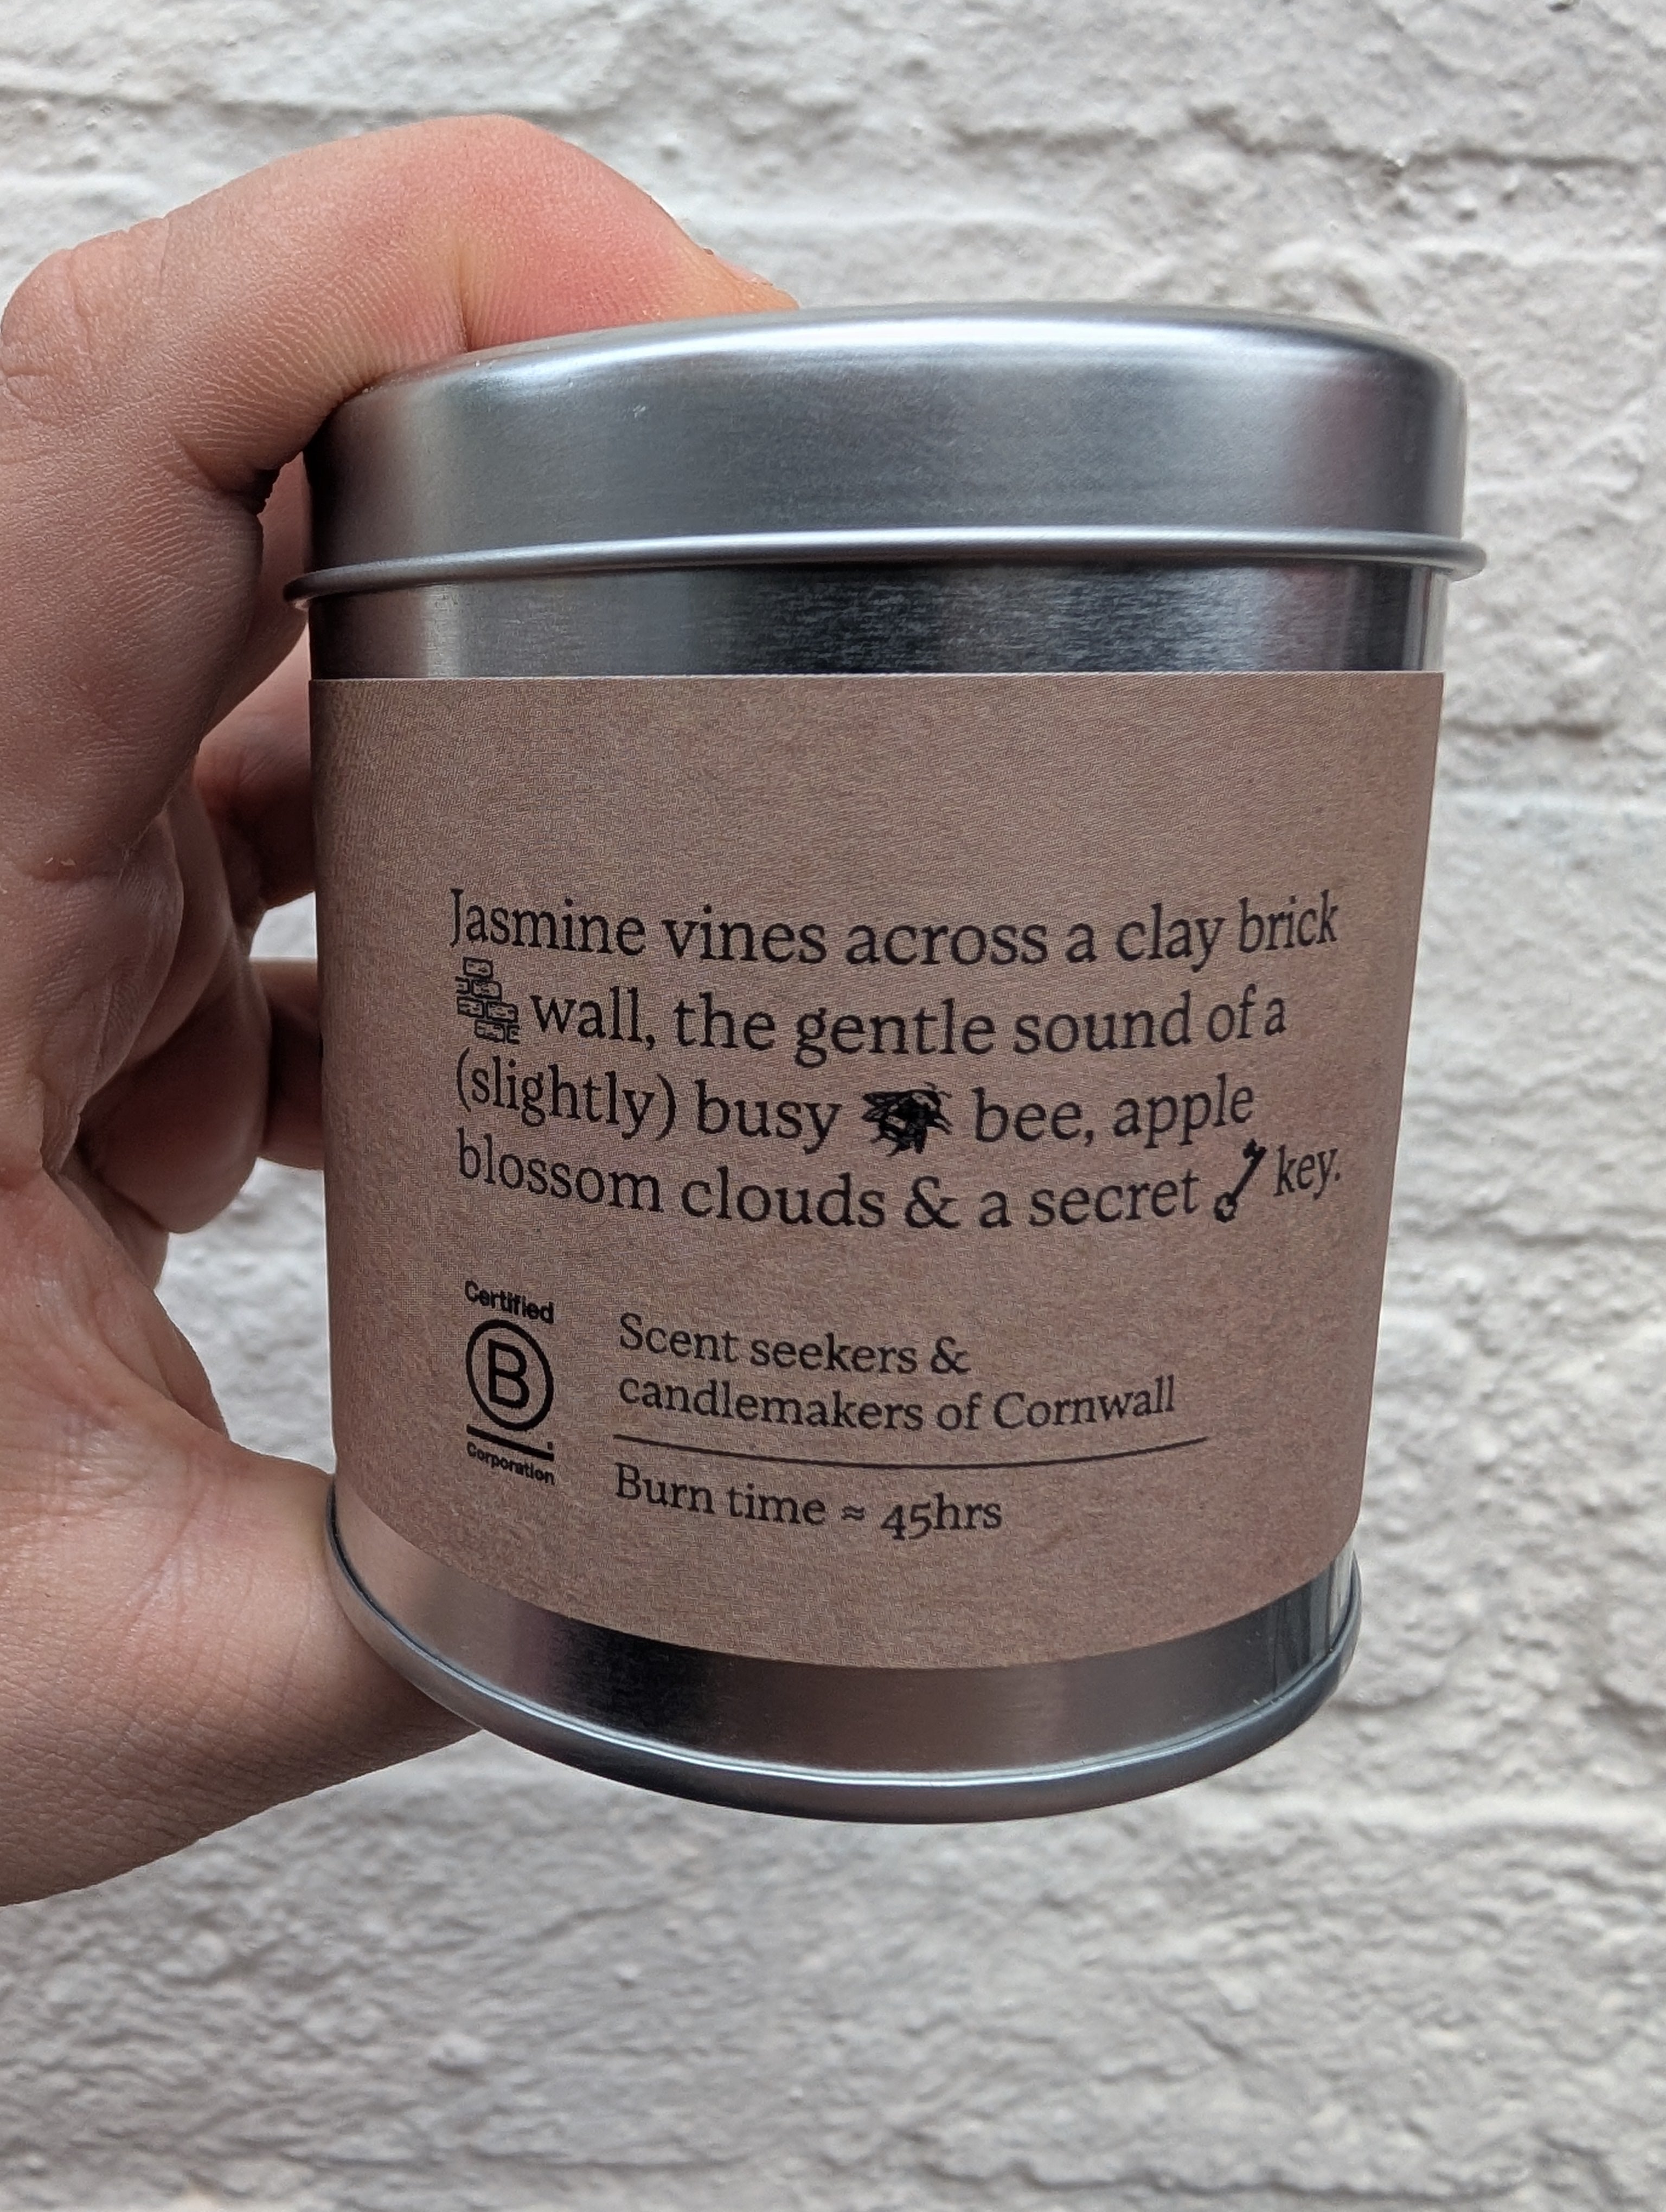 Jasmine vines across a clay brick
wall, the gentle sound of a
(slightly) busy bee, apple
blossom clouds & a secret key.
Certified
B
Corporation
Scent seekers &
candlemakers of Cornwall
Burn time ≈ 45hrs